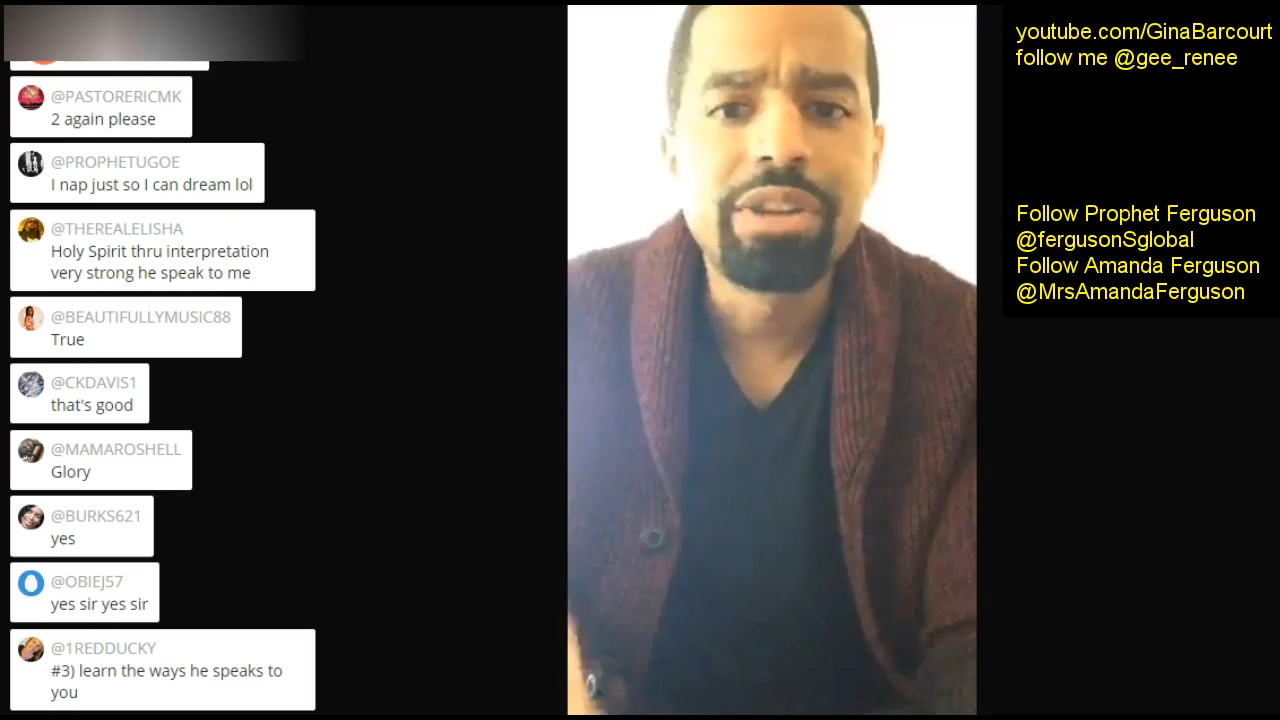 @PASTORERICMK
2 again please
@PROPHETUGOE
I nap just so I can dream lol
@THEREALELISHA
Holy Spirit thru interpretation
very strong he speak to me
@BEAUTIFULLYMUSIC88
True
@CKDAVIS1
that's good
@MAMAROSHELL
Glory
@BURKS621
yes
@OBIEJ57
yes sir yes sir
@1REDDUCKY
#3) learn the ways he speaks to
you
youtube.com/GinaBarcourt
follow me @gee_renee
Follow Prophet Ferguson
@fergusonSglobal
Follow Amanda Ferguson
@MrsAmandaFerguson